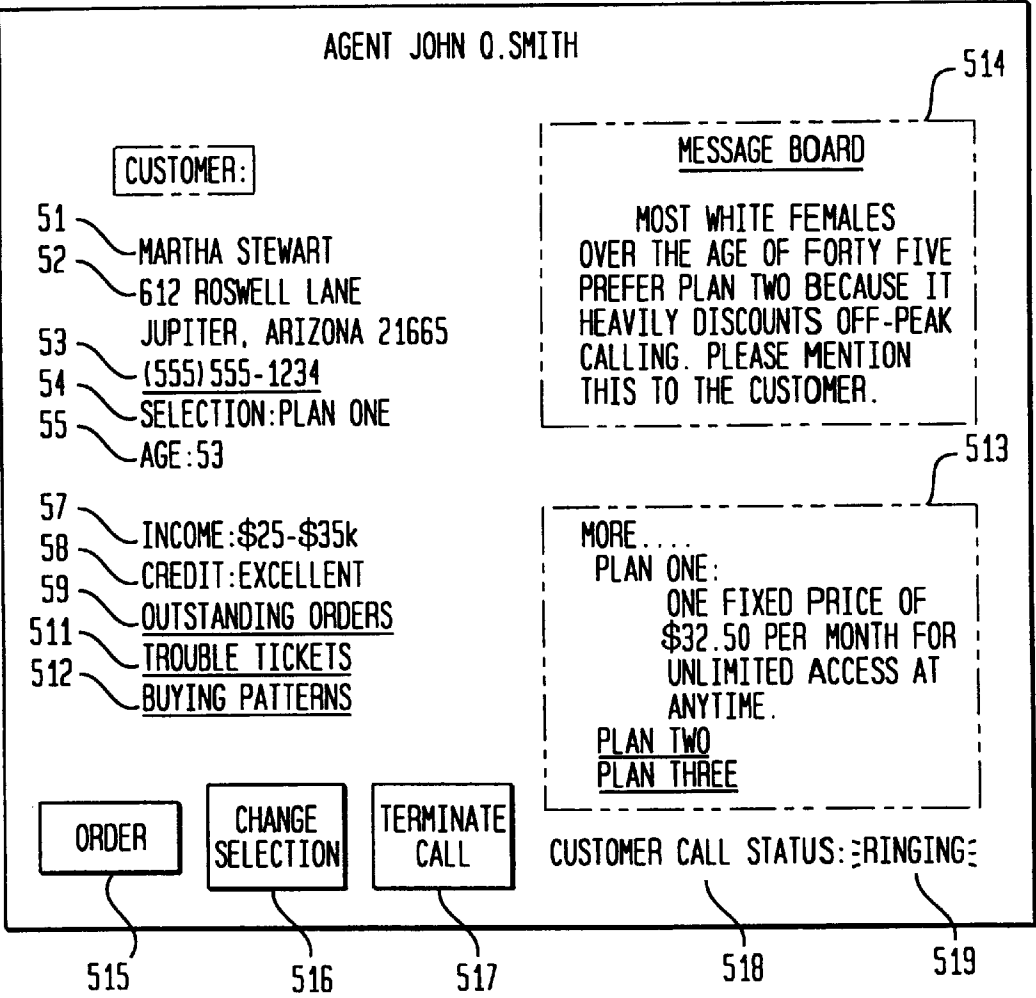 AGENT JOHN Q.SMITH
514
MESSAGE BOARD
MOST WHITE FEMALES
OVER THE AGE OF FORTY FIVE
PREFER PLAN TWO BECAUSE IT
HEAVILY DISCOUNTS OFF-PEAK
CALLING. PLEASE MENTION
THIS TO THE CUSTOMER.
CUSTOMER:
51
MARTHA STEWART
52
612 ROSWELL LANE
JUPITER, ARIZONA 21665
53
(555)555-1234
54
SELECTION:PLAN ONE
55
AGE:53
57
INCOME:$25-$35k
58
CREDIT:EXCELLENT
59
OUTSTANDING ORDERS
511
TROUBLE TICKETS
512
BUYING PATTERNS
513
MORE....
PLAN ONE:
ONE FIXED PRICE OF
$32.50 PER MONTH FOR
UNLIMITED ACCESS AT
ANYTIME.
PLAN TWO
PLAN THREE
ORDER
CHANGE
SELECTION
TERMINATE
CALL
CUSTOMER CALL STATUS: RINGING
515
516
517
518
519